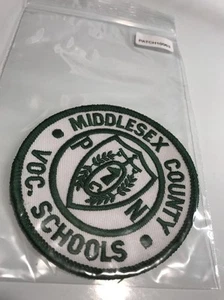 MIDDLESEX COUNTY
VOC. SCHOOLS
P
N